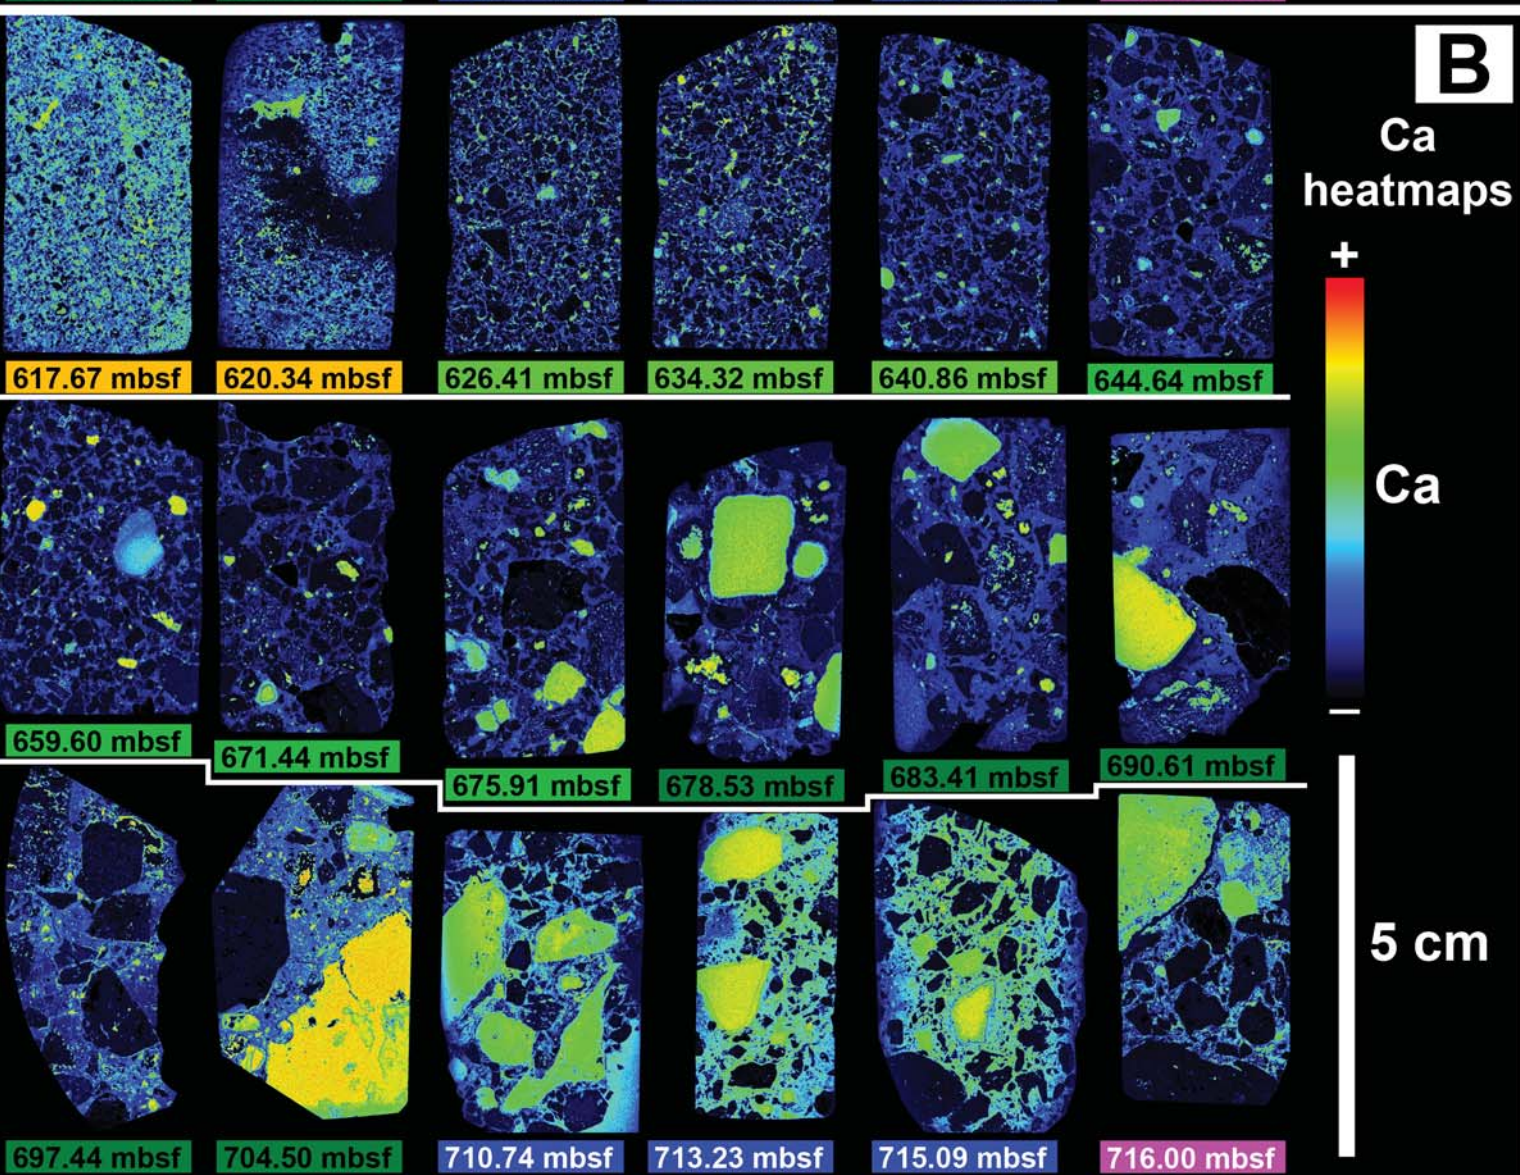 B
Ca
heatmaps
+
Ca
–
5 cm
617.67 mbsf
620.34 mbsf
626.41 mbsf
634.32 mbsf
640.86 mbsf
644.64 mbsf
659.60 mbsf
671.44 mbsf
675.91 mbsf
678.53 mbsf
683.41 mbsf
690.61 mbsf
697.44 mbsf
704.50 mbsf
710.74 mbsf
713.23 mbsf
715.09 mbsf
716.00 mbsf